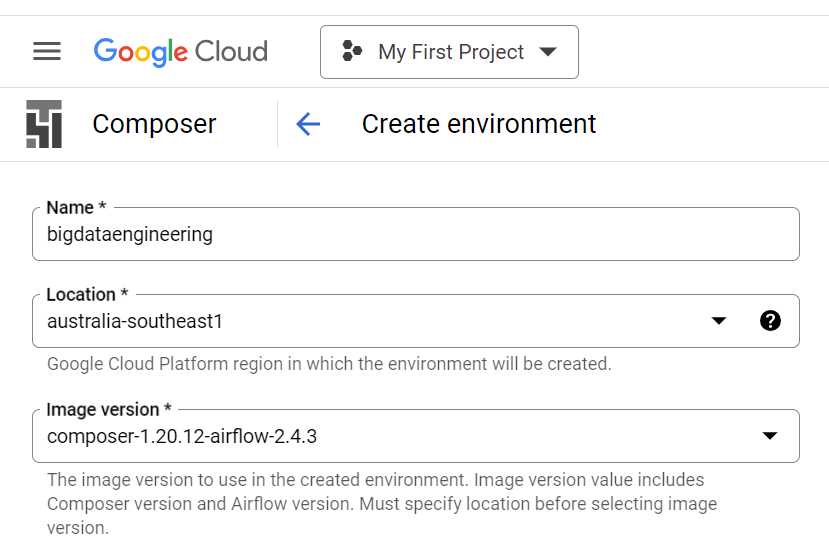 Google Cloud
My First Project
Composer
Create environment
Name *
bigdataengineering
Location *
australia-southeast1
Google Cloud Platform region in which the environment will be created.
Image version *
composer-1.20.12-airflow-2.4.3
The image version to use in the created environment. Image version value includes
Composer version and Airflow version. Must specify location before selecting image
version.